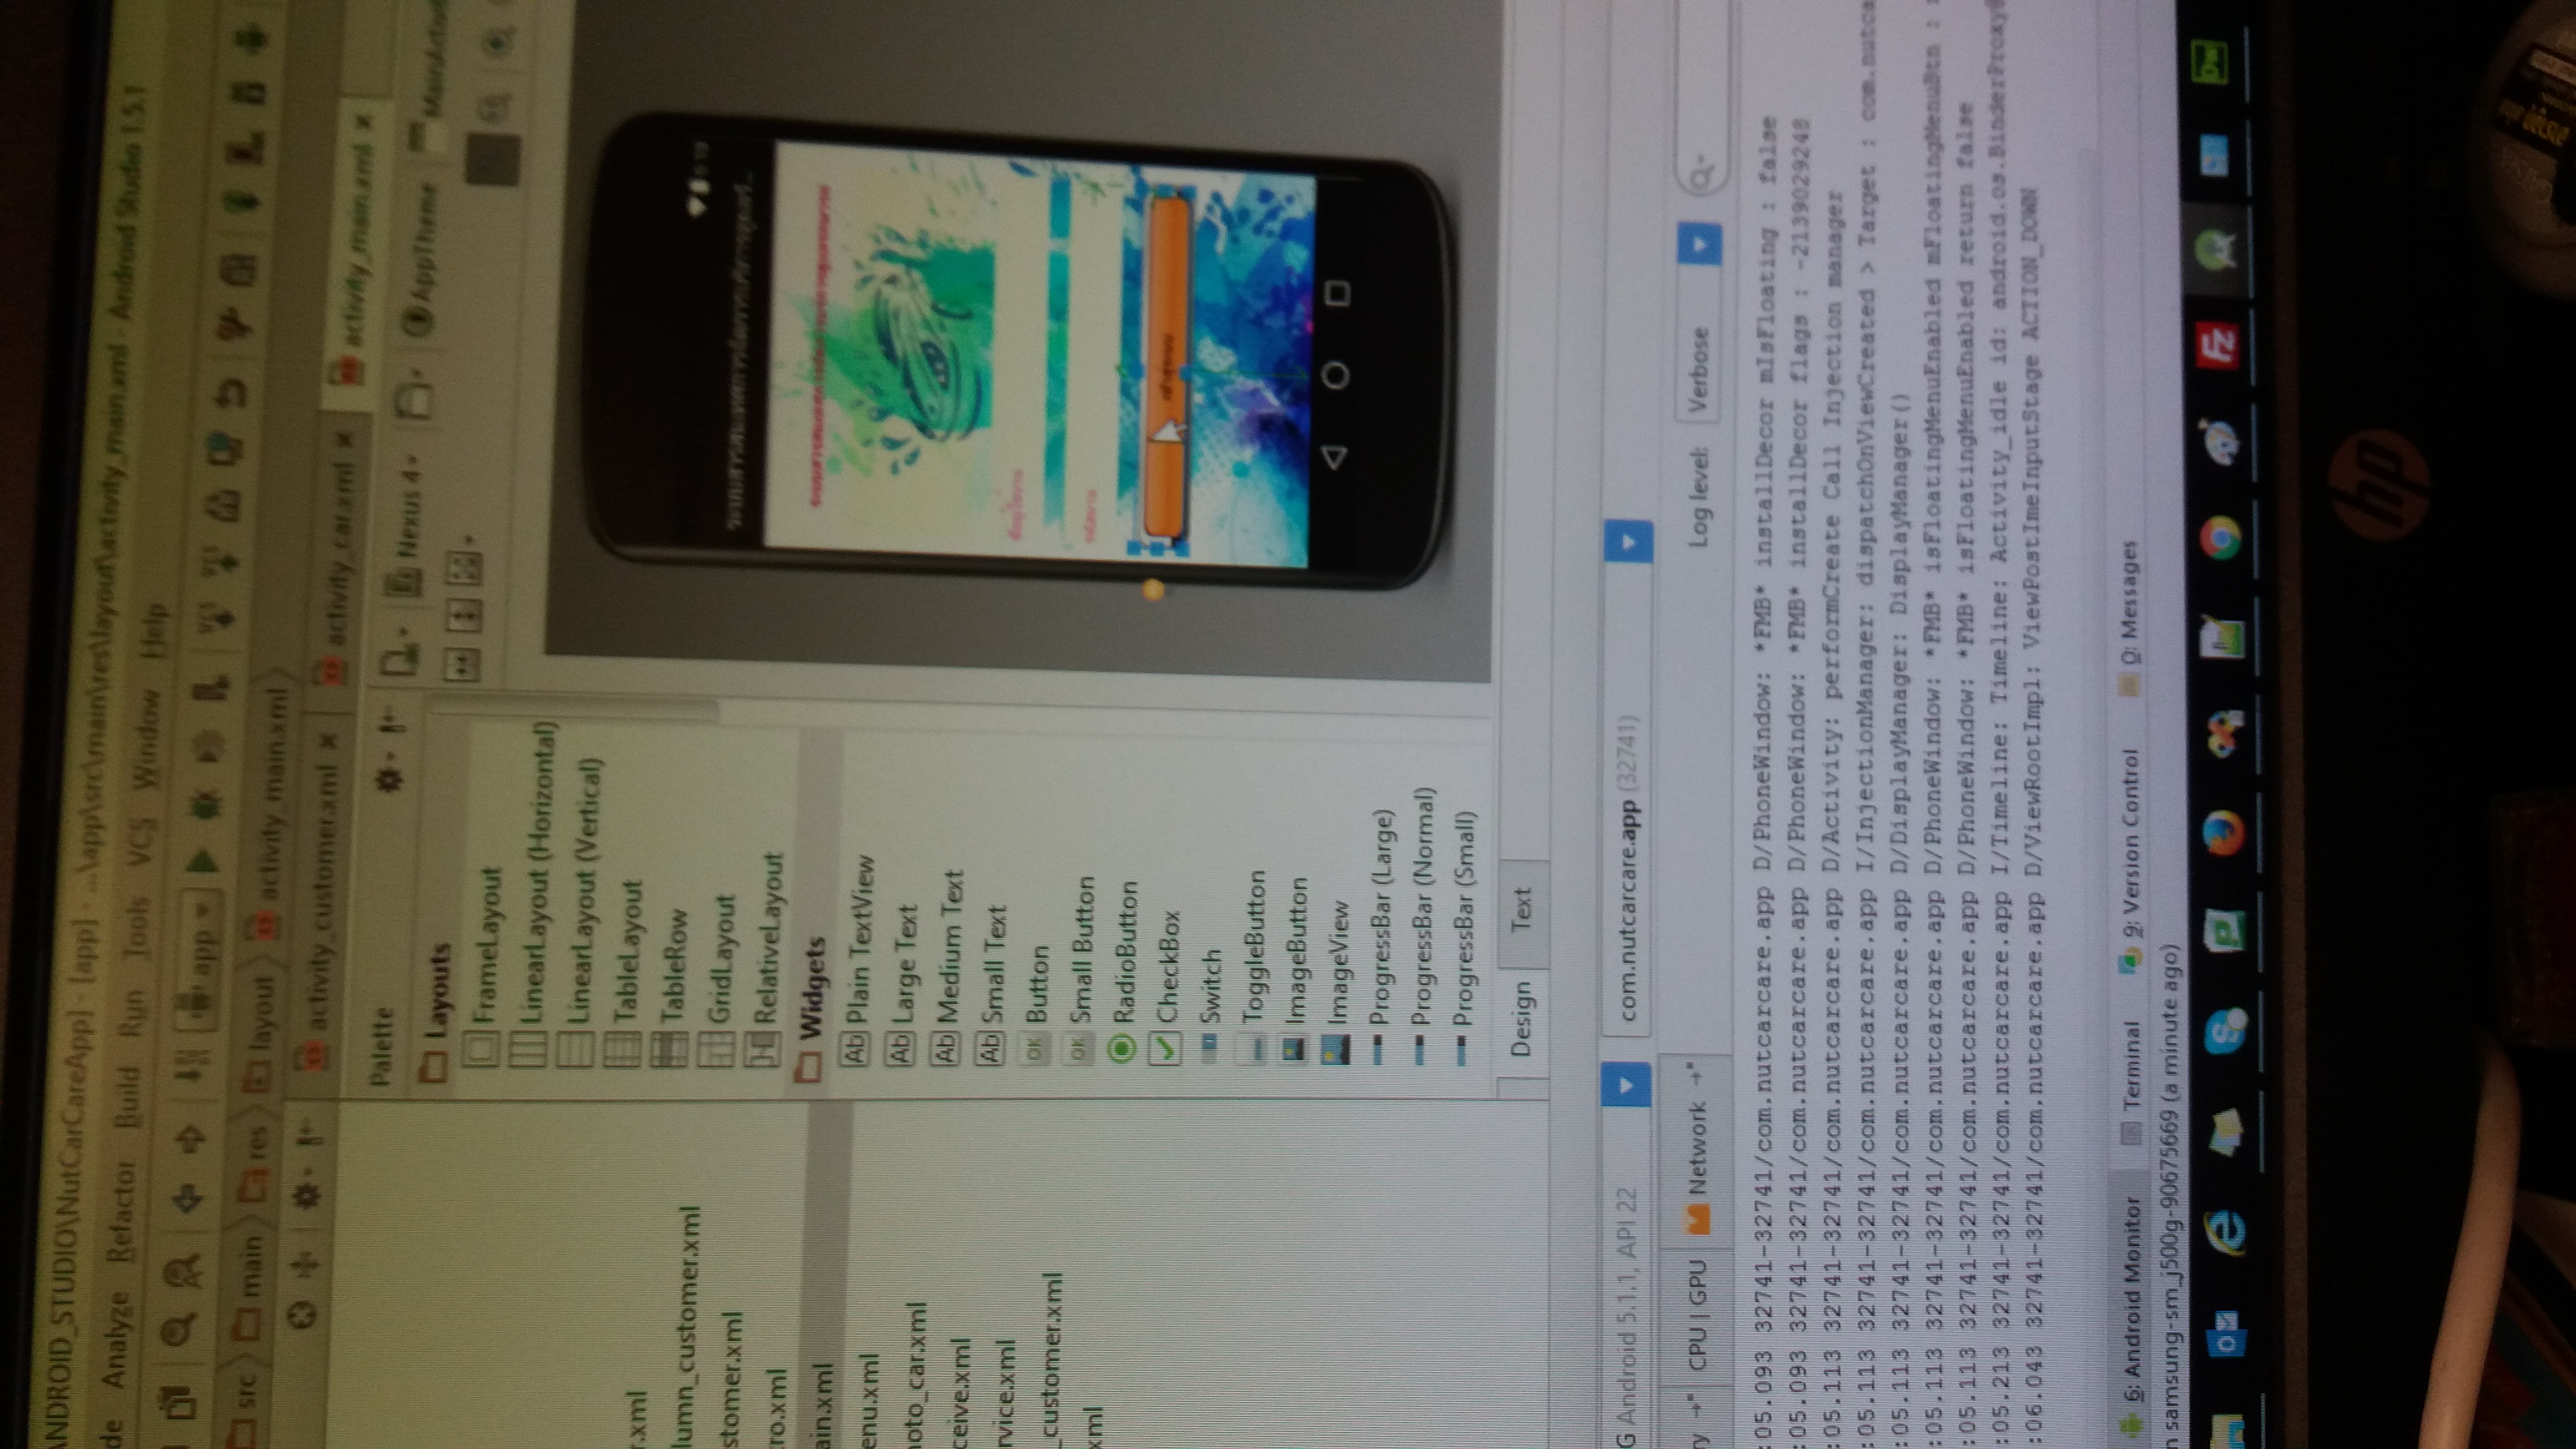 ANDROID_STUDIO\NutCarCareApp] - [app] - ...\app\src\main\res\layout\activity_main.xml - Android Studio 1.5.1
de Analyze Refactor Build Run Tools VCS Window Help
app
src main res layout activity_main.xml
activity_customer.xml activity_car.xml activity_main.xml
Palette
Nexus 4 AppTheme
Layouts
FrameLayout
LinearLayout (Horizontal)
LinearLayout (Vertical)
TableLayout
TableRow
GridLayout
RelativeLayout
Widgets
Ab Plain TextView
Ab Large Text
Ab Medium Text
Ab Small Text
OK Button
OK Small Button
RadioButton
CheckBox
Switch
ToggleButton
ImageButton
ImageView
ProgressBar (Large)
ProgressBar (Normal)
ProgressBar (Small)
r.xml
lumn_customer.xml
stomer.xml
ro.xml
ain.xml
enu.xml
oto_car.xml
ceive.xml
rvice.xml
_customer.xml
xml
Design Text
G Android 5.1.1, API 22 com.nutcarcare.app (32741)
ry CPU | GPU Network Log level: Verbose
:05.093 32741-32741/com.nutcarcare.app D/PhoneWindow: *FMB* installDecor mIsFloating : false
:05.093 32741-32741/com.nutcarcare.app D/PhoneWindow: *FMB* installDecor flags : -2139029248
:05.113 32741-32741/com.nutcarcare.app D/Activity: performCreate Call Injection manager
:05.113 32741-32741/com.nutcarcare.app I/InjectionManager: dispatchOnViewCreated > Target : com.nutca
:05.113 32741-32741/com.nutcarcare.app D/DisplayManager: DisplayManager()
:05.113 32741-32741/com.nutcarcare.app D/PhoneWindow: *FMB* isFloatingMenuEnabled mFloatingMenuBtn :
:05.113 32741-32741/com.nutcarcare.app D/PhoneWindow: *FMB* isFloatingMenuEnabled return false
:05.213 32741-32741/com.nutcarcare.app I/Timeline: Timeline: Activity_idle id: android.os.BinderProxy@
:06.043 32741-32741/com.nutcarcare.app D/ViewRootImpl: ViewPostImeInputStage ACTION_DOWN
6: Android Monitor Terminal 9: Version Control 0: Messages
n samsung-sm_j500g-90675669 (a minute ago)
Fz Dw
hp